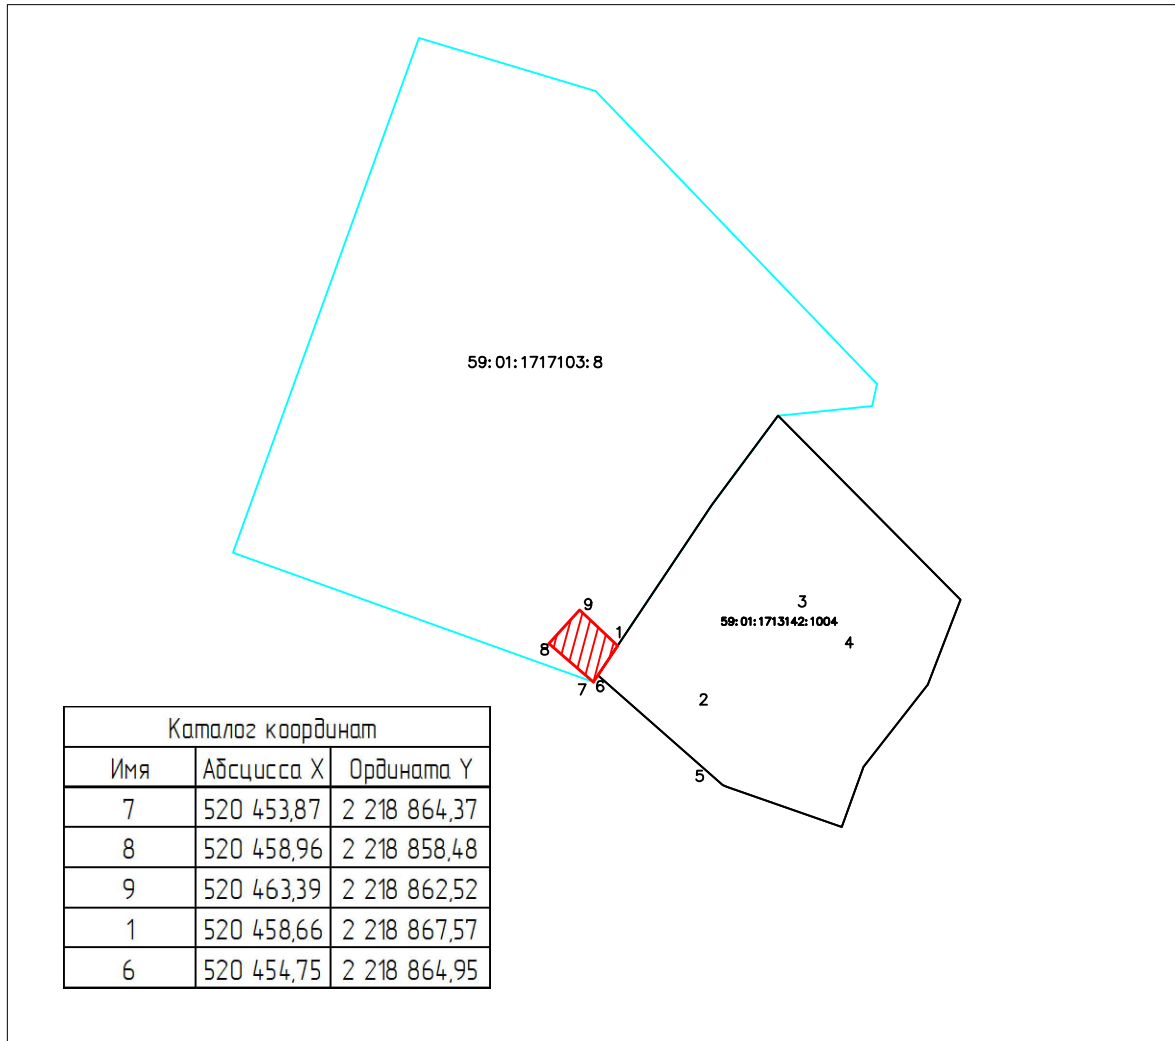 59:01:1717103:8
3
59:01:1713142:1004
9
1
4
8
7
6
2
5
Каталог координат
Имя Абсцисса X Ордината Y
7 520 453,87 2 218 864,37
8 520 458,96 2 218 858,48
9 520 463,39 2 218 862,52
1 520 458,66 2 218 867,57
6 520 454,75 2 218 864,95